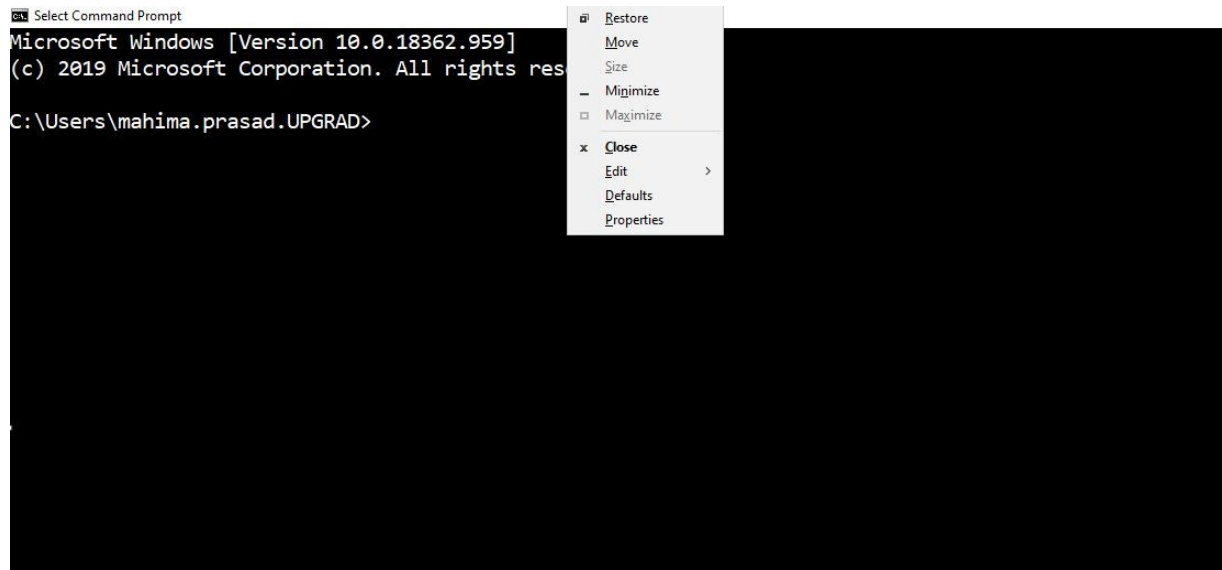 Select Command Prompt
Microsoft Windows [Version 10.0.18362.959]
(c) 2019 Microsoft Corporation. All rights res
C:\Users\mahima.prasad.UPGRAD>
Restore
Move
Size
Minimize
Maximize
Close
Edit
Defaults
Properties